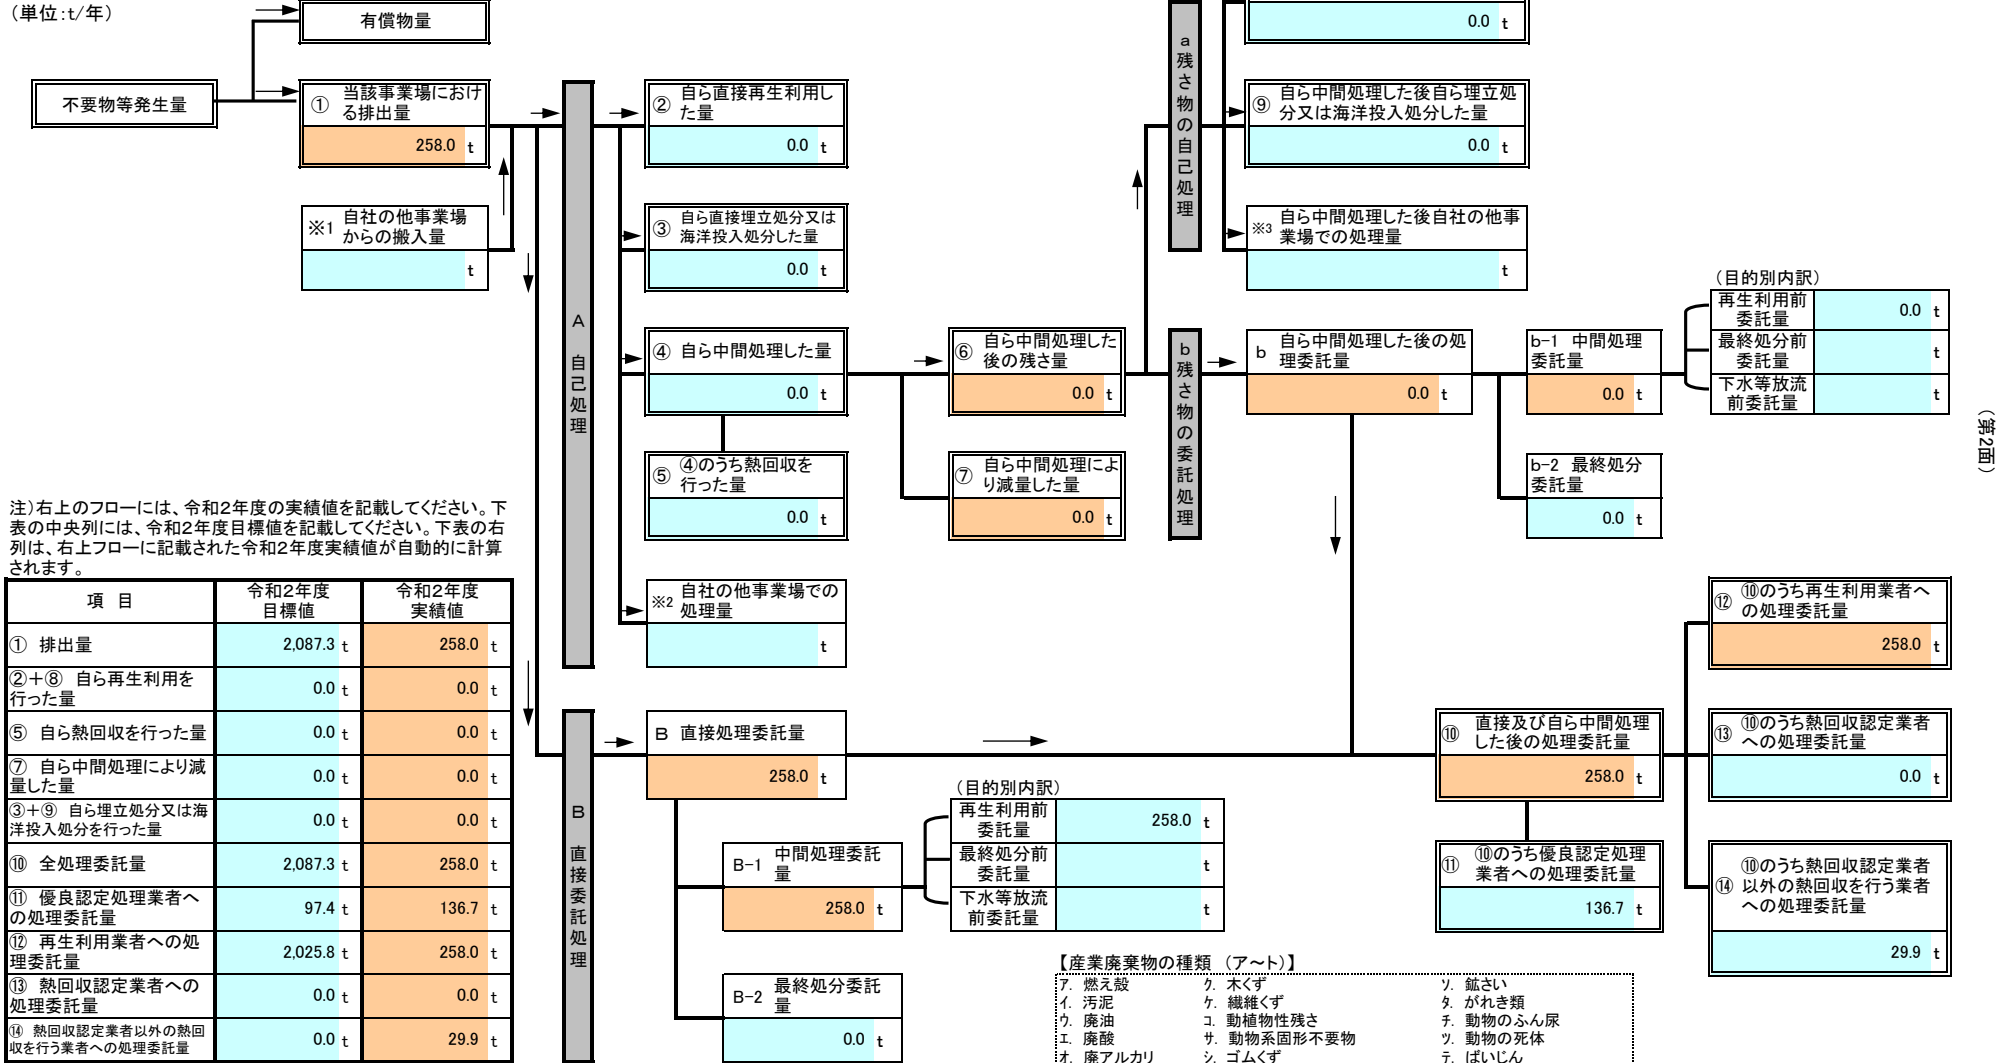 (単位:t/年)
有償物量
不要物等発生量
① 当該事業場におけ
る排出量
258.0 t
※1 自社の他事業場
からの搬入量
t
A 自己処理
② 自ら直接再生利用し
た量
0.0 t
③ 自ら直接埋立処分又は
海洋投入処分した量
0.0 t
④ 自ら中間処理した量
0.0 t
⑤ ④のうち熱回収を
行った量
0.0 t
※2 自社の他事業場での
処理量
t
⑥ 自ら中間処理した
後の残さ量
0.0 t
⑦ 自ら中間処理によ
り減量した量
0.0 t
a 残さ物の自己処理
0.0 t
⑨ 自ら中間処理した後自ら埋立処
分又は海洋投入処分した量
0.0 t
※3 自ら中間処理した後自社の他事
業場での処理量
t
b 残さ物の委託処理
b 自ら中間処理した後の処
理委託量
0.0 t
b-1 中間処理
委託量
0.0 t
b-2 最終処分
委託量
0.0 t
(目的別内訳)
再生利用前
委託量
0.0 t
最終処分前
委託量
t
下水等放流
前委託量
t
(第2面)
注)右上のフローには、令和2年度の実績値を記載してください。下
表の中央列には、令和2年度目標値を記載してください。下表の右
列は、右上フローに記載された令和2年度実績値が自動的に計算
されます。
項 目 令和2年度
目標値 令和2年度
実績値
① 排出量 2,087.3 t 258.0 t
②+⑧ 自ら再生利用を
行った量 0.0 t 0.0 t
⑤ 自ら熱回収を行った量 0.0 t 0.0 t
⑦ 自ら中間処理により減
量した量 0.0 t 0.0 t
③+⑨ 自ら埋立処分又は海
洋投入処分を行った量 0.0 t 0.0 t
⑩ 全処理委託量 2,087.3 t 258.0 t
⑪ 優良認定処理業者へ
の処理委託量 97.4 t 136.7 t
⑫ 再生利用業者への処
理委託量 2,025.8 t 258.0 t
⑬ 熱回収認定業者への
処理委託量 0.0 t 0.0 t
⑭ 熱回収認定業者以外の熱回
収を行う業者への処理委託量 0.0 t 29.9 t
B 直接委託処理
B 直接処理委託量
258.0 t
B-1 中間処理委託
量
258.0 t
B-2 最終処分委託
量
0.0 t
(目的別内訳)
再生利用前
委託量
258.0 t
最終処分前
委託量
t
下水等放流
前委託量
t
⑩ 直接及び自ら中間処理
した後の処理委託量
258.0 t
⑪ ⑩のうち優良認定処理
業者への処理委託量
136.7 t
⑫ ⑩のうち再生利用業者へ
の処理委託量
258.0 t
⑬ ⑩のうち熱回収認定業者
への処理委託量
0.0 t
⑭ ⑩のうち熱回収認定業者
以外の熱回収を行う業者
への処理委託量
29.9 t
【産業廃棄物の種類 (ア~ト)】
ア. 燃え殻 ク. 木くず ソ. 鉱さい
イ. 汚泥 ケ. 繊維くず タ. がれき類
ウ. 廃油 コ. 動植物性残さ チ. 動物のふん尿
エ. 廃酸 サ. 動物系固形不要物 ツ. 動物の死体
オ. 廃アルカリ シ. ゴムくず テ. ばいじん